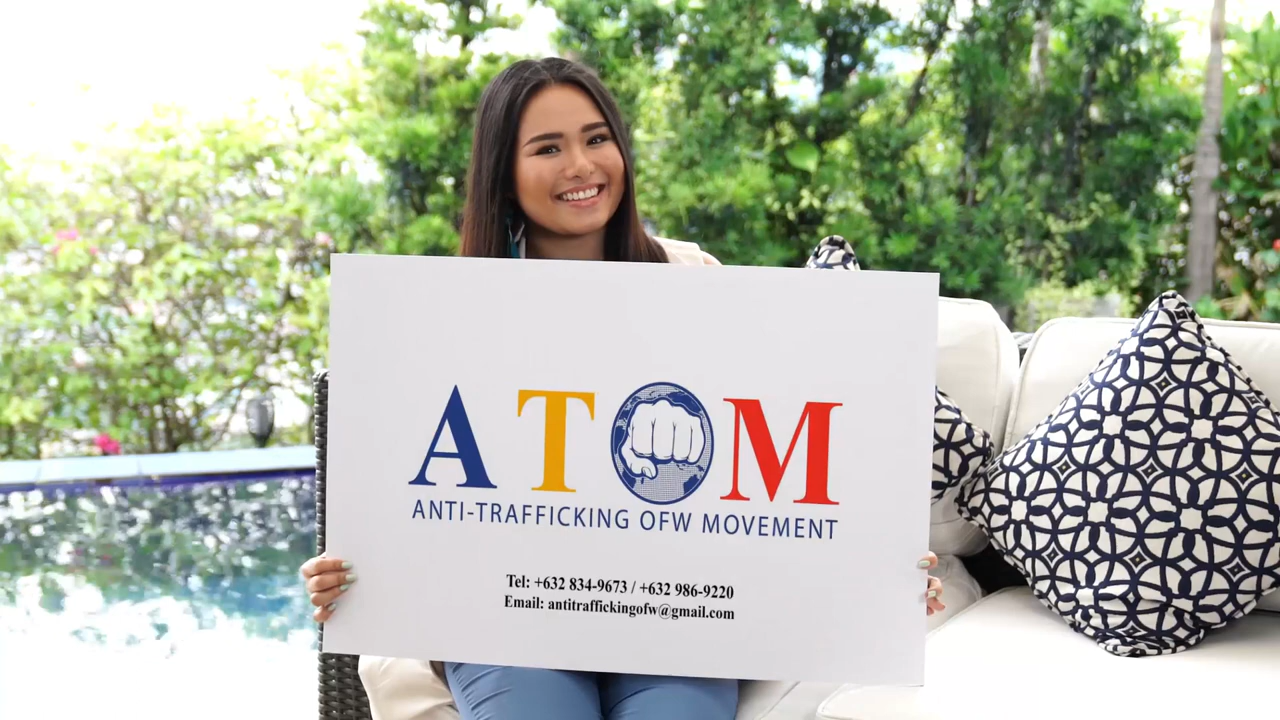 ATOM
ANTI-TRAFFICKING OFW MOVEMENT
Tel: +632 834-9673 / +632 986-9220
Email: antitraffickingofw@gmail.com